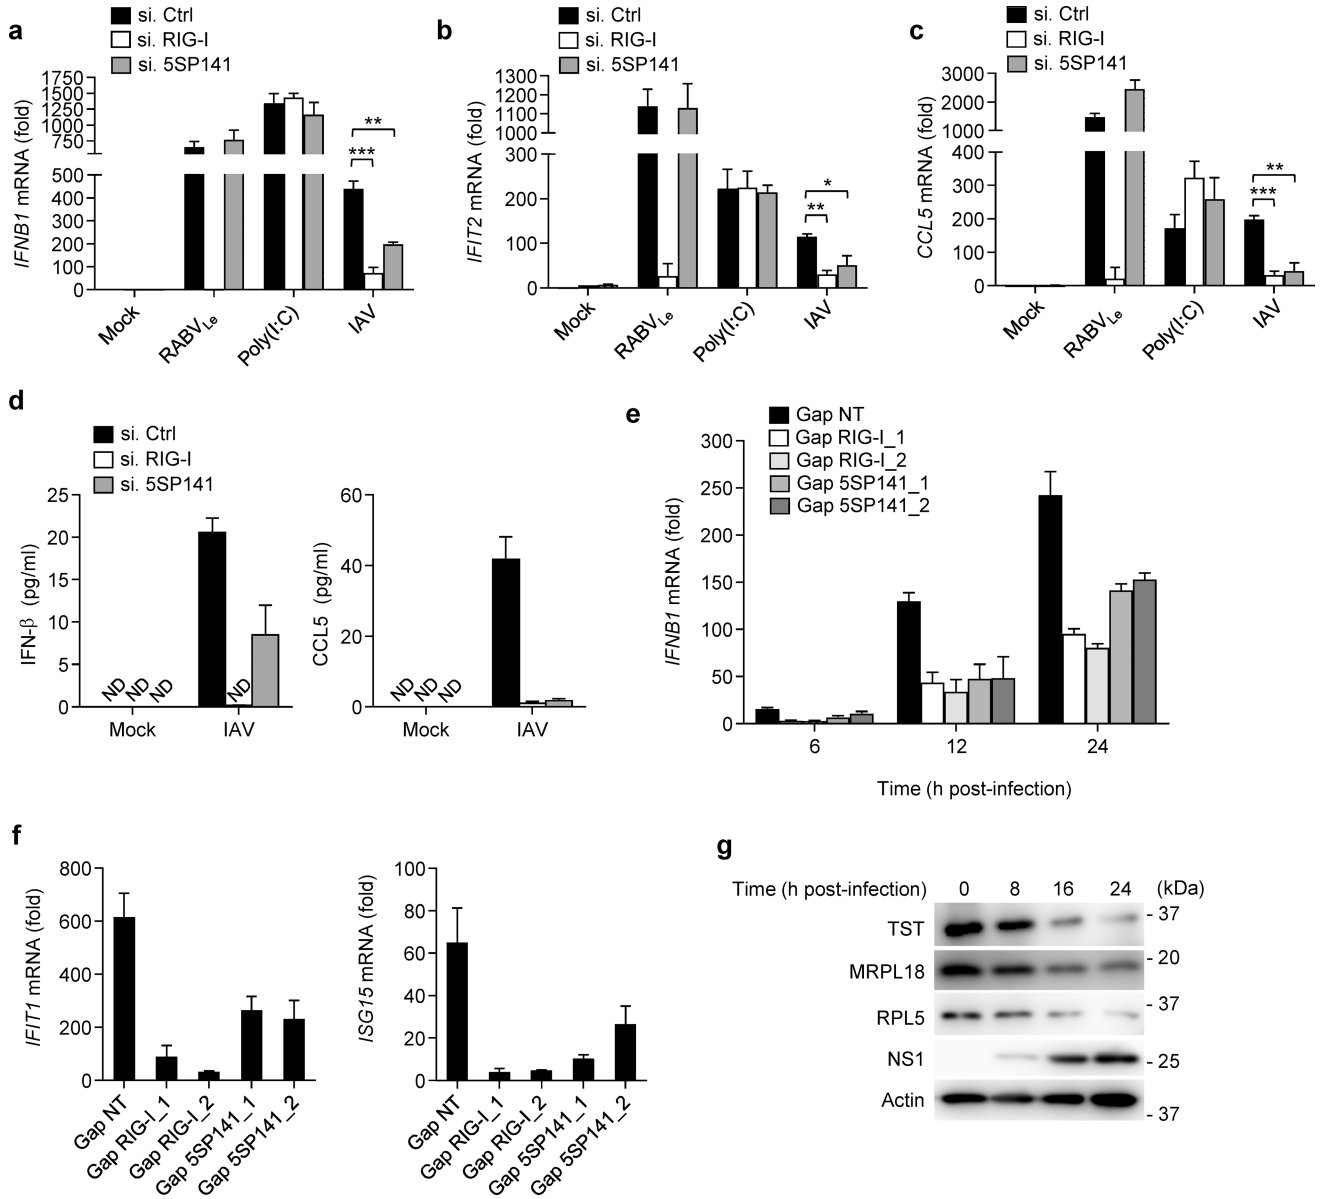 a
si. Ctrl
si. RIG-I
si. 5SP141
IFNB1 mRNA (fold)
1750
1500
1250
1000
750
500
400
300
200
100
0
**
***
Mock
RABVLe
Poly(I:C)
IAV
b
si. Ctrl
si. RIG-I
si. 5SP141
IFIT2 mRNA (fold)
1300
1200
1100
1000
300
200
100
0
*
**
Mock
RABVLe
Poly(I:C)
IAV
c
si. Ctrl
si. RIG-I
si. 5SP141
CCL5 mRNA (fold)
3000
2000
1000
400
300
200
100
0
**
***
Mock
RABVLe
Poly(I:C)
IAV
d
si. Ctrl
si. RIG-I
si. 5SP141
IFN-β (pg/ml)
25
20
15
10
5
0
ND ND ND ND
Mock IAV
CCL5 (pg/ml)
60
40
20
0
ND ND ND
Mock IAV
e
Gap NT
Gap RIG-I_1
Gap RIG-I_2
Gap 5SP141_1
Gap 5SP141_2
IFNB1 mRNA (fold)
300
250
200
150
100
50
0
6 12 24
Time (h post-infection)
f
IFIT1 mRNA (fold)
800
600
400
200
0
Gap NT
Gap RIG-I_1
Gap RIG-I_2
Gap 5SP141_1
Gap 5SP141_2
ISG15 mRNA (fold)
100
80
60
40
20
0
Gap NT
Gap RIG-I_1
Gap RIG-I_2
Gap 5SP141_1
Gap 5SP141_2
g
Time (h post-infection) 0 8 16 24 (kDa)
TST - 37
MRPL18 - 20
RPL5 - 37
NS1 - 25
Actin - 37